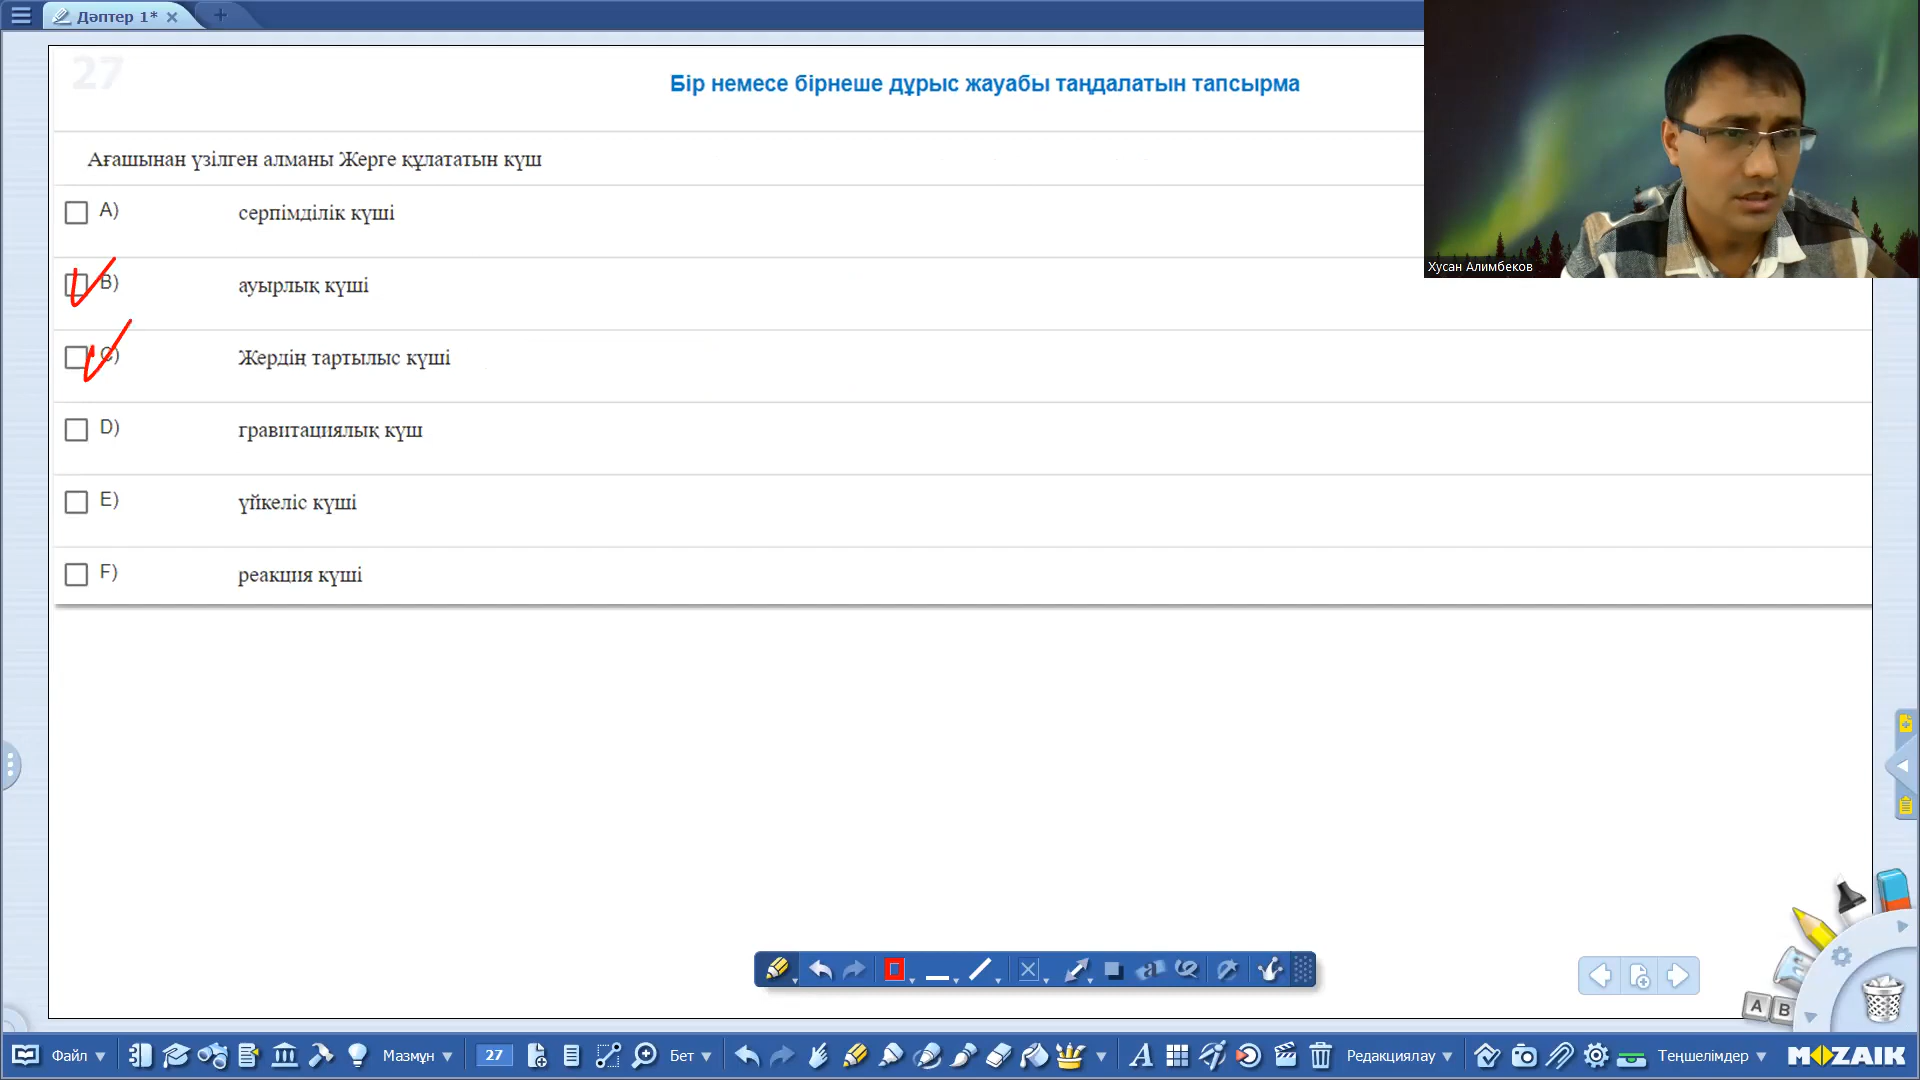 Дәптер 1*
27
Бір немесе бірнеше дұрыс жауабы таңдалатын тапсырма
Ағашынан үзілген алманы Жерге құлататын күш
A) серпімділік күші
B) ауырлық күші
C) Жердің тартылыс күші
D) гравитациялық күш
E) үйкеліс күші
F) реакция күші
Хусан Алимбеков
A B
Файл Мазмұн 27 Бет A Редакциялау Теңшелімдер MOZAIK